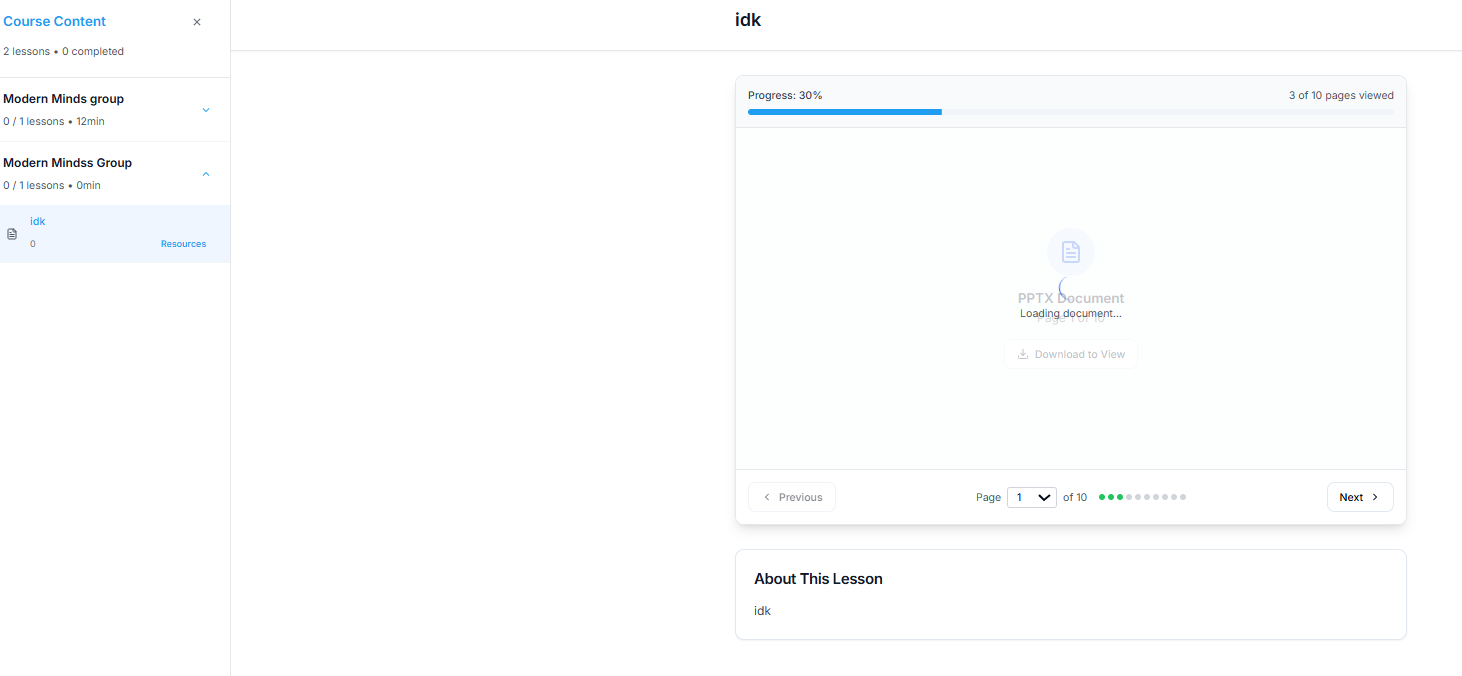 Course Content
2 lessons • 0 completed
Modern Minds group
0 / 1 lessons • 12min
Modern Mindss Group
0 / 1 lessons • 0min
idk
0 Resources
idk
Progress: 30% 3 of 10 pages viewed
PPTX Document
Loading document...
Page 1 of 10
Download to View
Previous Page 1 of 10 Next
About This Lesson
idk